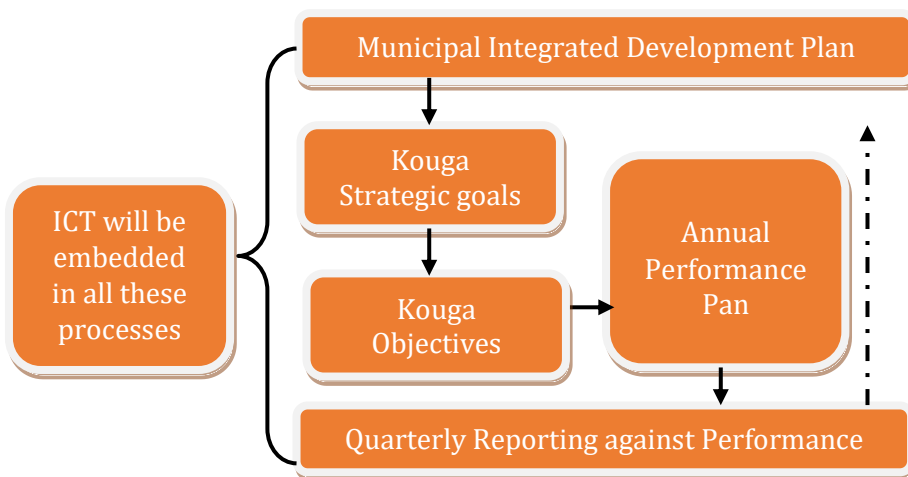 Municipal Integrated Development Plan
Kouga
Strategic goals
ICT will be
embedded
in all these
processes
Annual
Performance
Pan
Kouga
Objectives
Quarterly Reporting against Performance